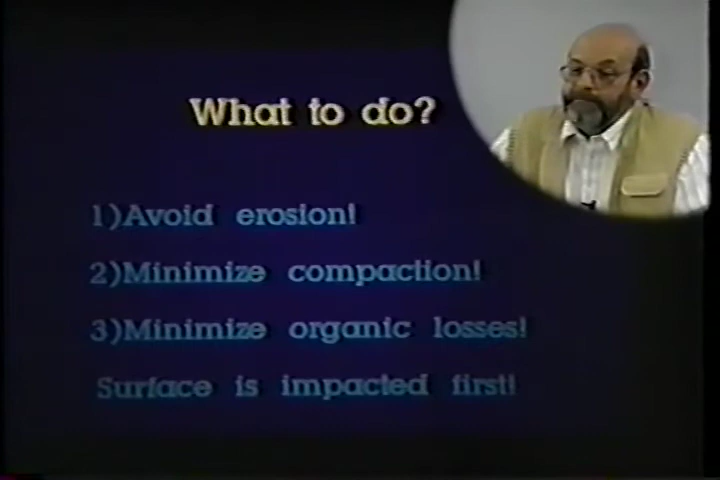 What to do?
1)Avoid erosion!
2)Minimize compaction!
3)Minimize organic losses!
Surface is impacted first!